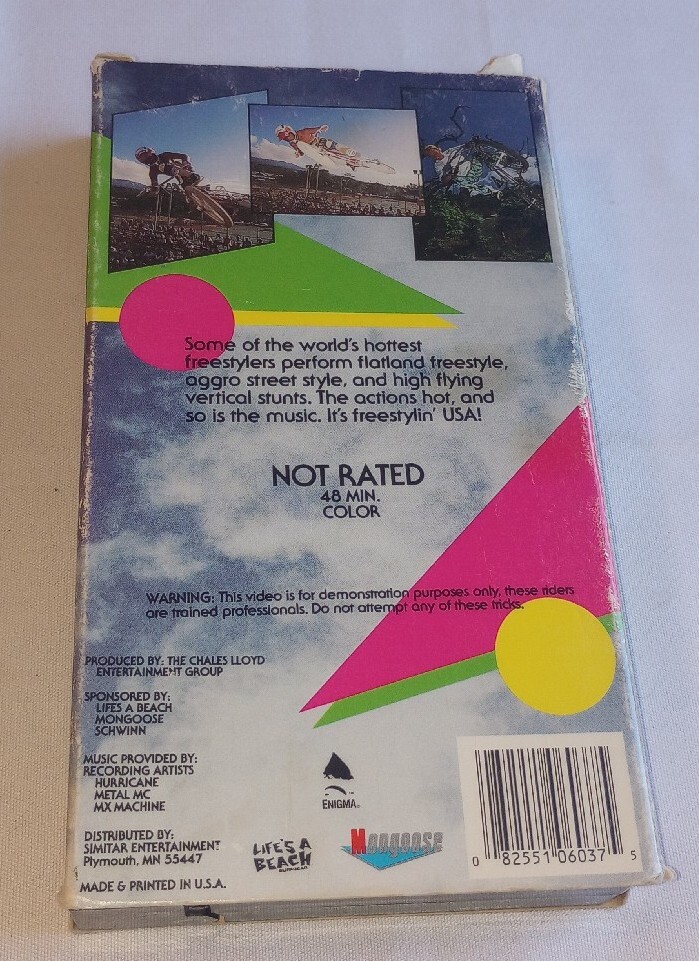 Some of the world's hottest
freestylers perform flatland freestyle,
aggro street style, and high flying
vertical stunts. The actions hot, and
so is the music. It's freestylin' USA!
NOT RATED
48 MIN.
COLOR
WARNING: This video is for demonstration purposes only, these riders
are trained professionals. Do not attempt any of these tricks.
PRODUCED BY: THE CHALES LLOYD
ENTERTAINMENT GROUP
SPONSORED BY:
LIFES A BEACH
MONGOOSE
SCHWINN
MUSIC PROVIDED BY:
RECORDING ARTISTS
HURRICANE
METAL MC
MX MACHINE
DISTRIBUTED BY:
SIMITAR ENTERTAINMENT
Plymouth, MN 55447
MADE & PRINTED IN U.S.A.
ENIGMA
LIFE'S A
BEACH
Mongoose
0 82551 06037 5